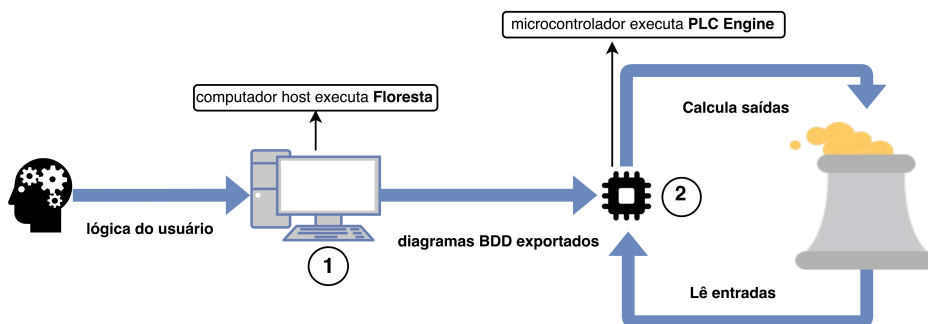 microcontrolador executa PLC Engine
computador host executa Floresta
Calcula saídas
2
lógica do usuário
diagramas BDD exportados
1
Lê entradas